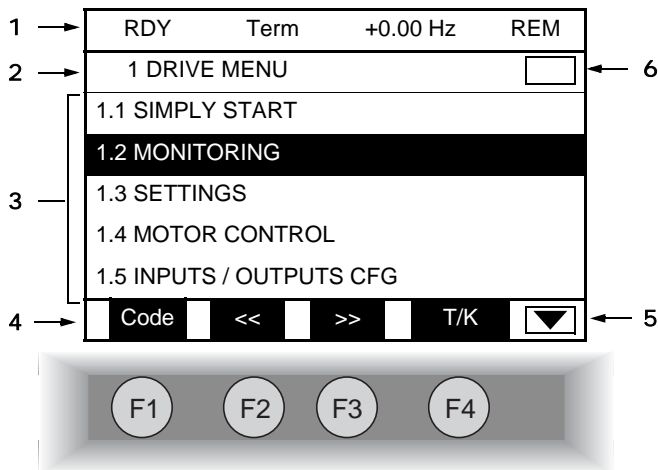 1 RDY Term +0.00 Hz REM
2 1 DRIVE MENU 6
1.1 SIMPLY START
1.2 MONITORING
3 1.3 SETTINGS
1.4 MOTOR CONTROL
1.5 INPUTS / OUTPUTS CFG
4 Code << >> T/K 5
F1 F2 F3 F4